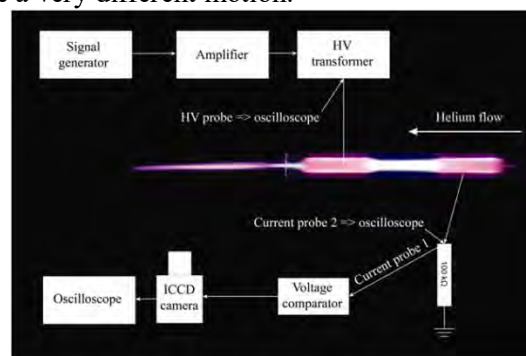 e a very different motion.
Signal
generator
Amplifier
HV
transformer
HV probe => oscilloscope
Helium flow
Current probe 2 => oscilloscope
Current probe 1
100 kΩ
Oscilloscope
ICCD
camera
Voltage
comparator